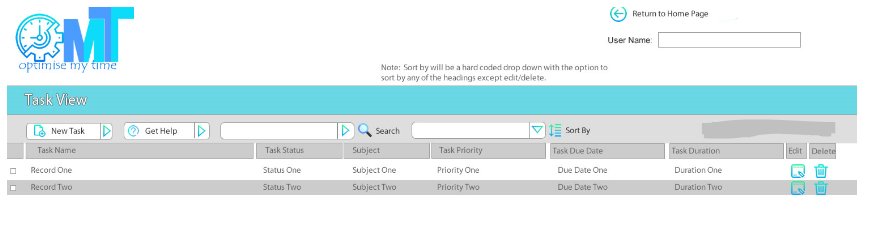 Return to Home Page
OMT
optimise my time
User Name:
Note: Sort by will be a hard coded drop down with the option to
sort by any of the headings except edit/delete.
Task View
New Task Get Help Search Sort By
Task Name Task Status Subject Task Priority Task Due Date Task Duration Edit Delete
Record One Status One Subject One Priority One Due Date One Duration One
Record Two Status Two Subject Two Priority Two Due Date Two Duration Two